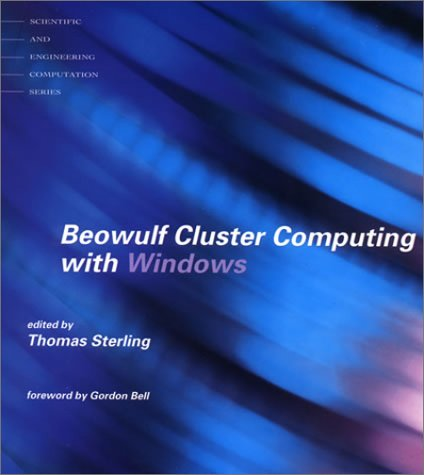 SCIENTIFIC
AND
ENGINEERING
COMPUTATION
SERIES
Beowulf Cluster Computing
with Windows
edited by
Thomas Sterling
foreword by Gordon Bell